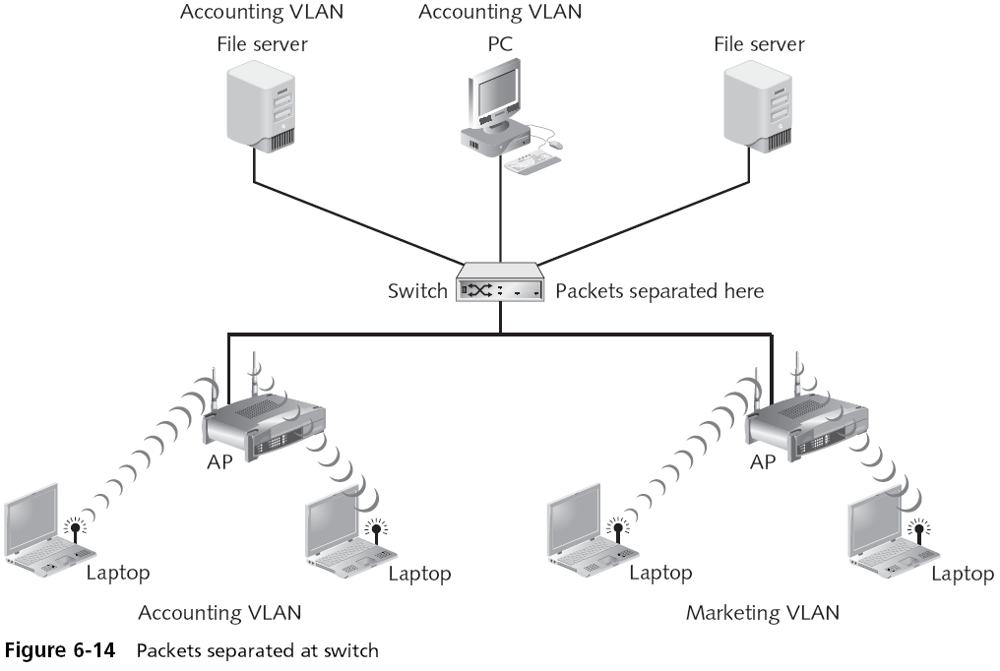 Accounting VLAN
Accounting VLAN
File server
PC
File server
Switch
Packets separated here
AP
AP
Laptop
Laptop
Laptop
Laptop
Accounting VLAN
Marketing VLAN
Figure 6-14 Packets separated at switch